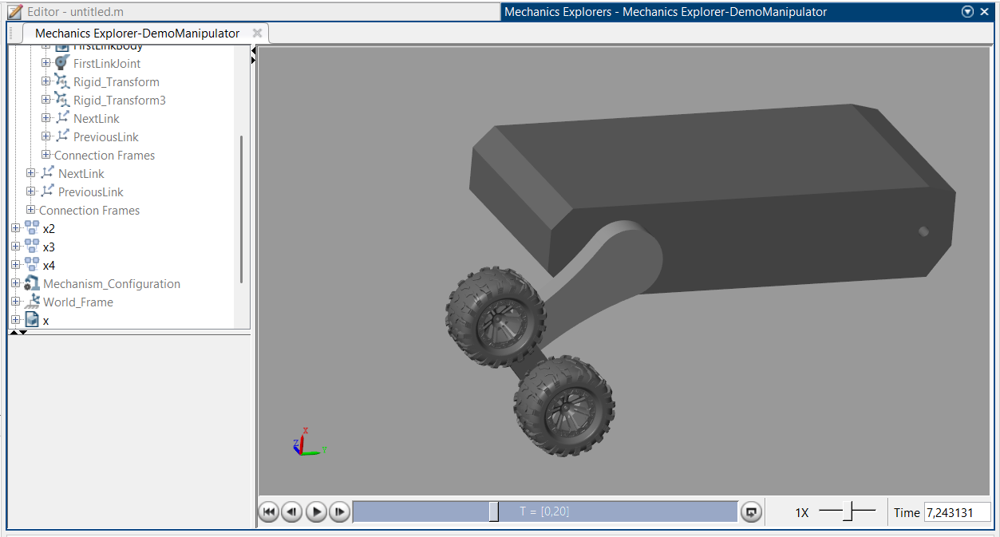 Editor - untitled.m
Mechanics Explorers - Mechanics Explorer-DemoManipulator
Mechanics Explorer-DemoManipulator
FirstLinkBody
FirstLinkJoint
Rigid_Transform
Rigid_Transform3
NextLink
PreviousLink
Connection Frames
NextLink
PreviousLink
Connection Frames
x2
x3
x4
Mechanism_Configuration
World_Frame
x
X
Z
Y
T = [0,20]
1X
Time 7,243131